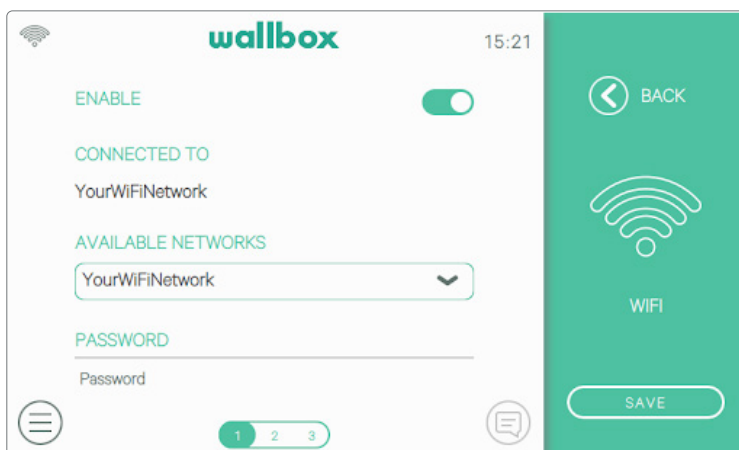 wallbox
15:21
ENABLE
CONNECTED TO
YourWiFiNetwork
AVAILABLE NETWORKS
YourWiFiNetwork
PASSWORD
Password
1 2 3
BACK
WIFI
SAVE